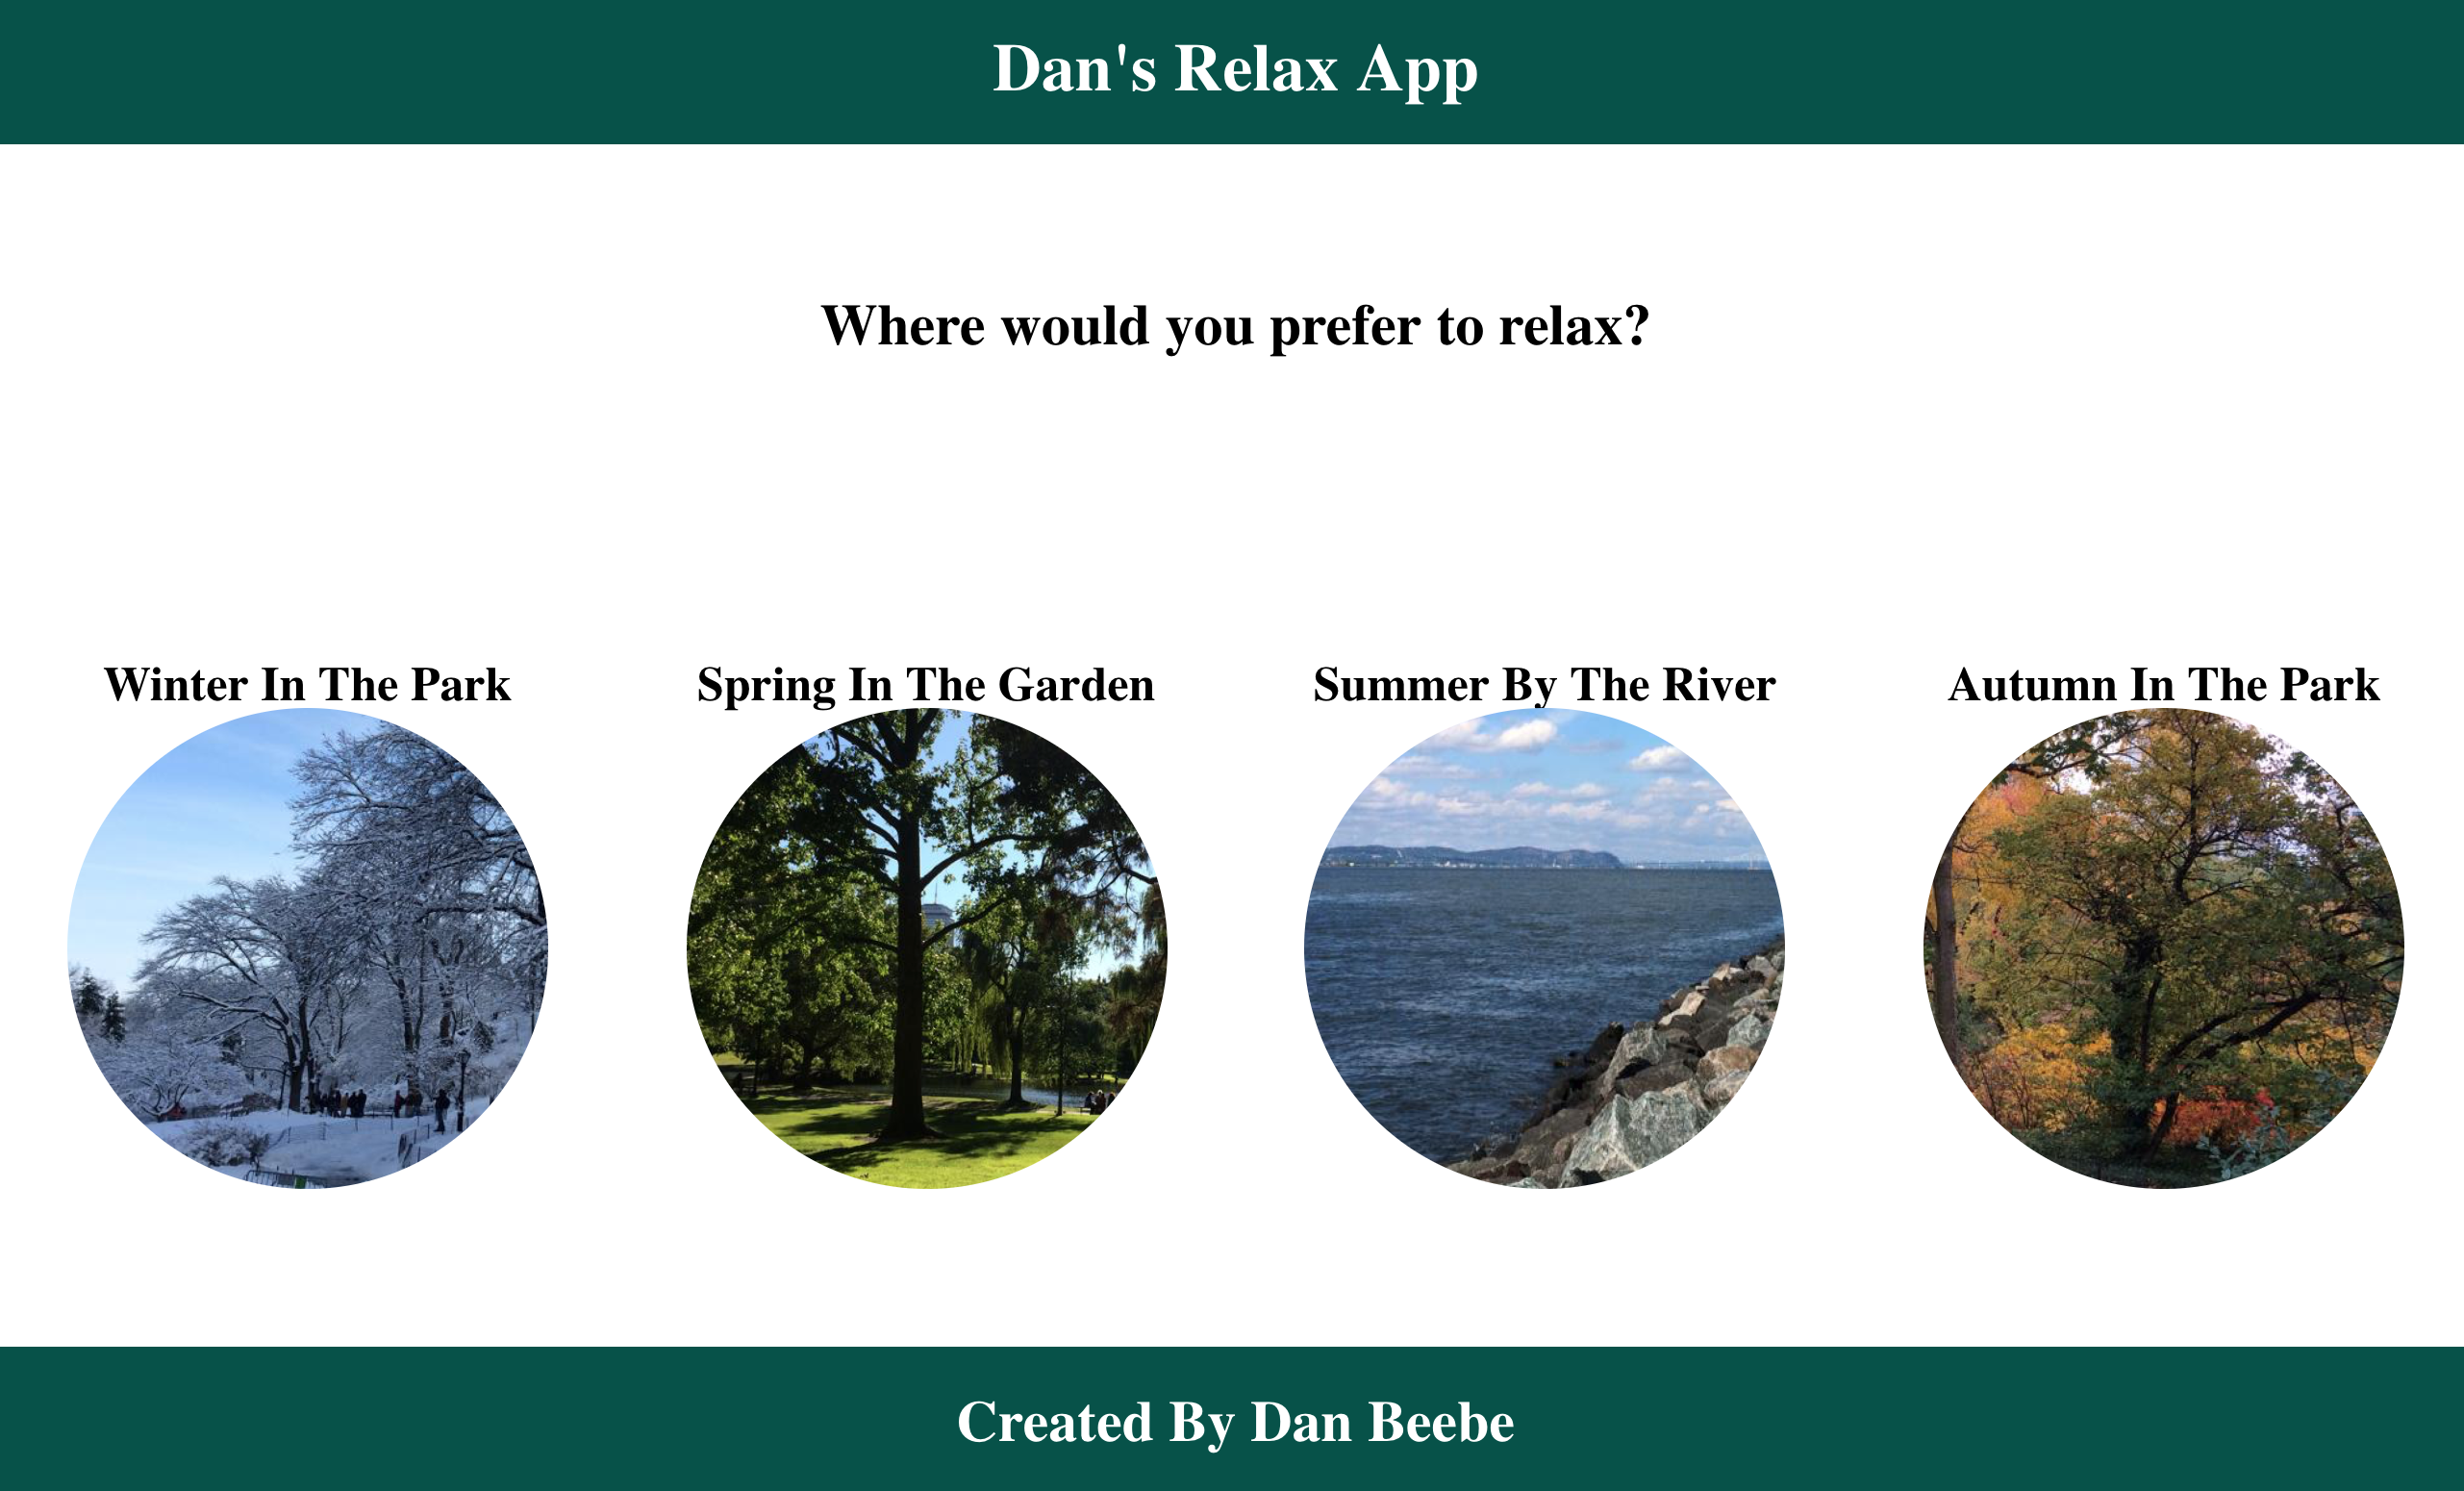 Dan's Relax App
Where would you prefer to relax?
Winter In The Park
Spring In The Garden
Summer By The River
Autumn In The Park
Created By Dan Beebe